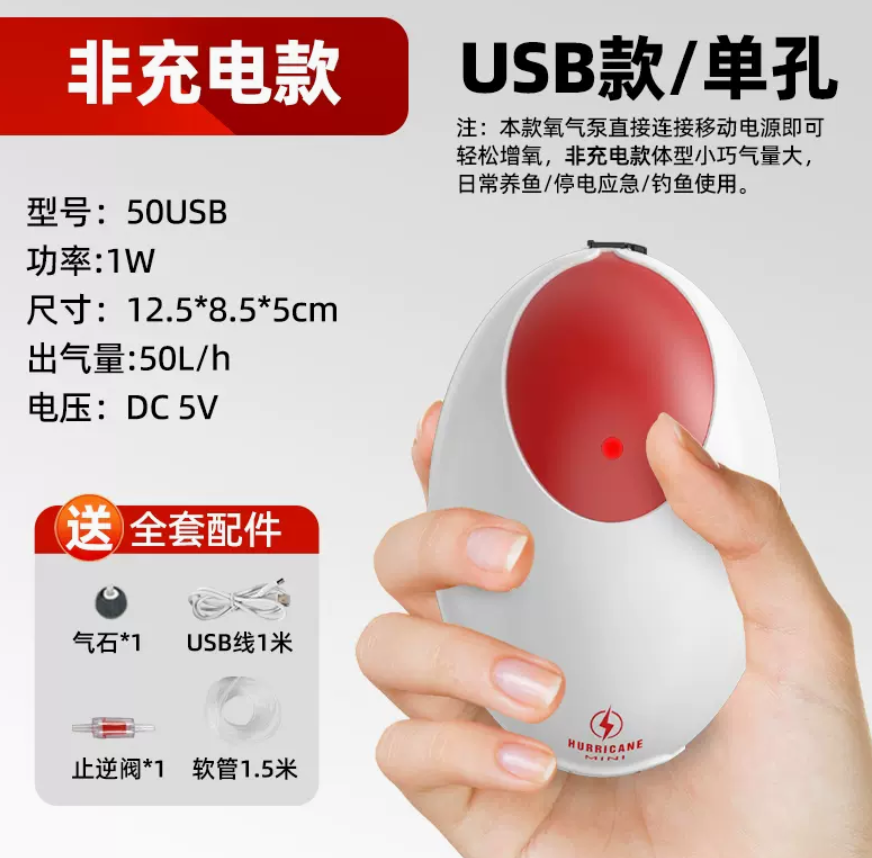 非充电款
USB款/单孔
注：本款氧气泵直接连接移动电源即可
轻松增氧，非充电款体型小巧气量大，
日常养鱼/停电应急/钓鱼使用。
型号：50USB
功率:1W
尺寸：12.5*8.5*5cm
出气量:50L/h
电压：DC 5V
送 全套配件
气石*1
USB线1米
止逆阀*1
软管1.5米
HURRICANE
MINI